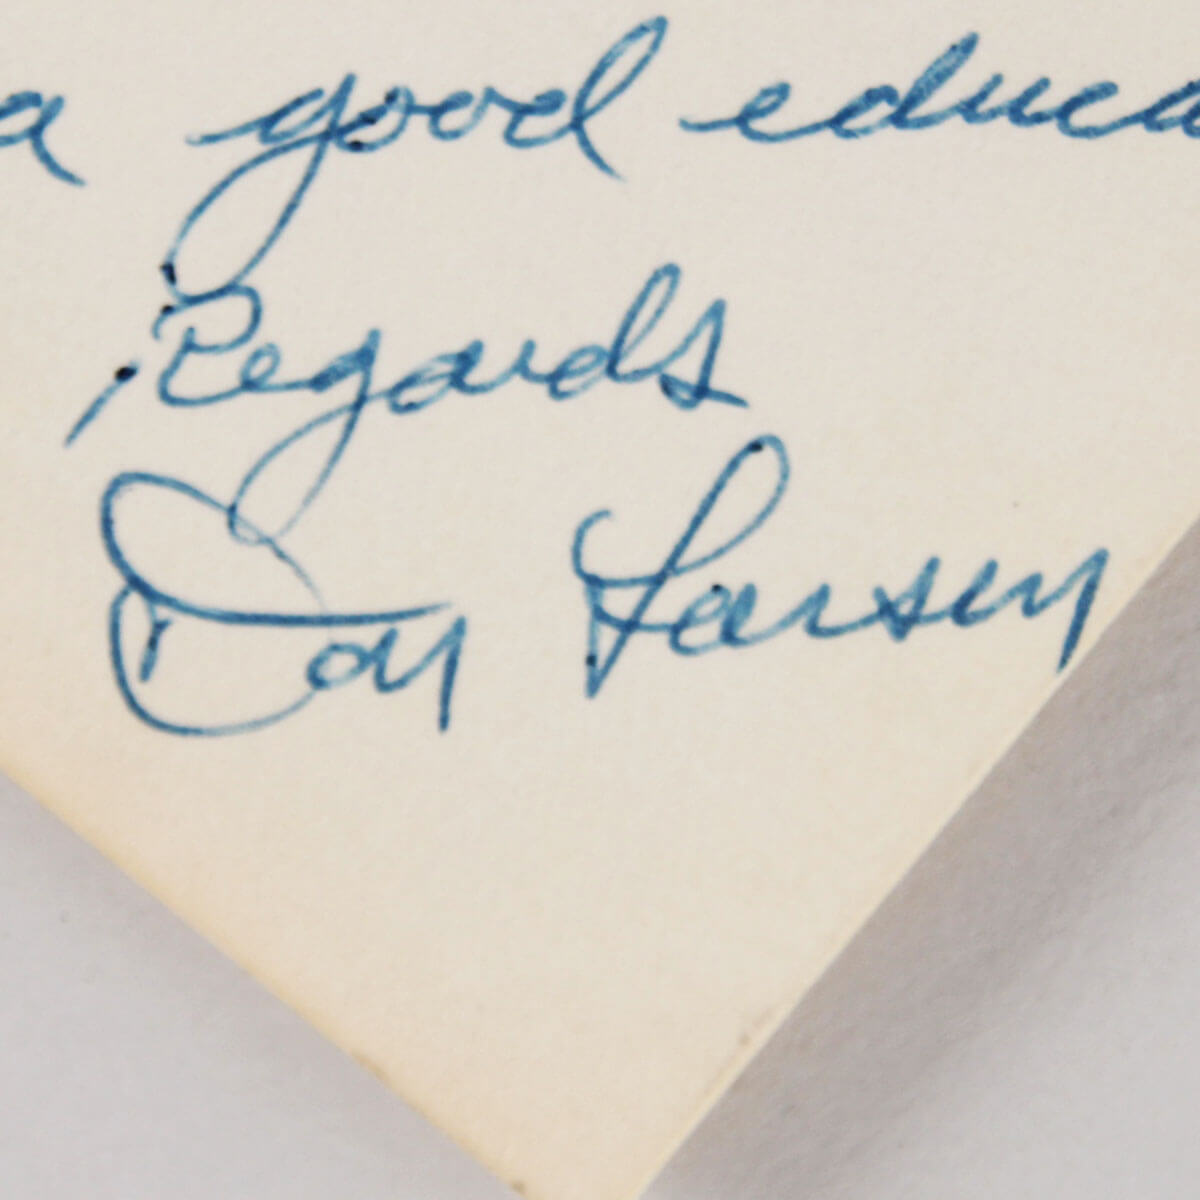 a good educa
Regards
Don Larsen